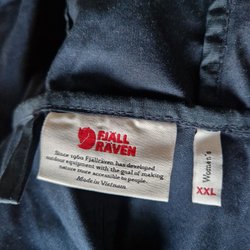 FJÄLL
RAVEN
Since 1960 Fjällräven has developed
outdoor equipment with the goal of making
nature more accessible to people.
Made in Vietnam
Women's
XXL